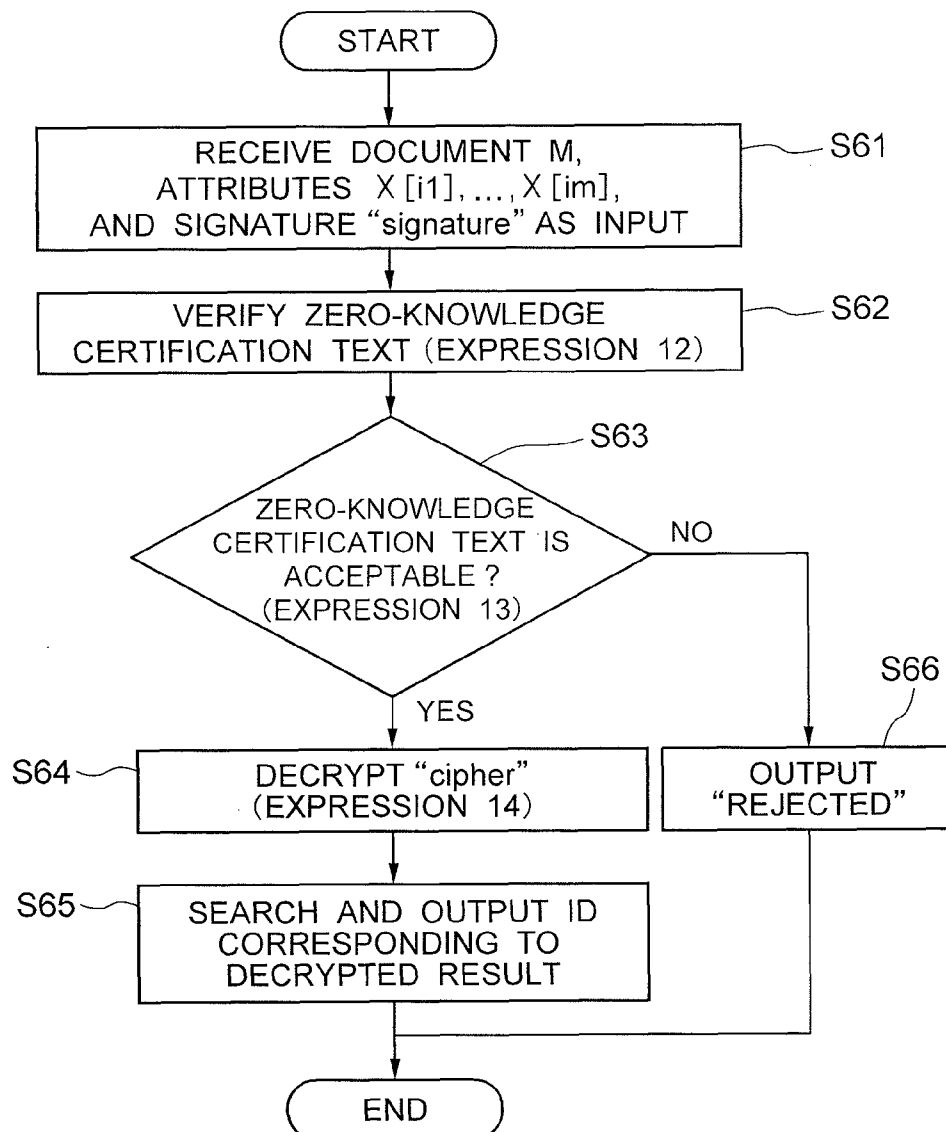 START
RECEIVE DOCUMENT M,
ATTRIBUTES X[i1], ..., X[im],
AND SIGNATURE “signature” AS INPUT
S61
VERIFY ZERO-KNOWLEDGE
CERTIFICATION TEXT (EXPRESSION 12)
S62
S63
ZERO-KNOWLEDGE
CERTIFICATION TEXT IS
ACCEPTABLE?
(EXPRESSION 13)
NO
YES
S66
S64
DECRYPT “cipher”
(EXPRESSION 14)
OUTPUT
“REJECTED”
S65
SEARCH AND OUTPUT ID
CORRESPONDING TO
DECRYPTED RESULT
END